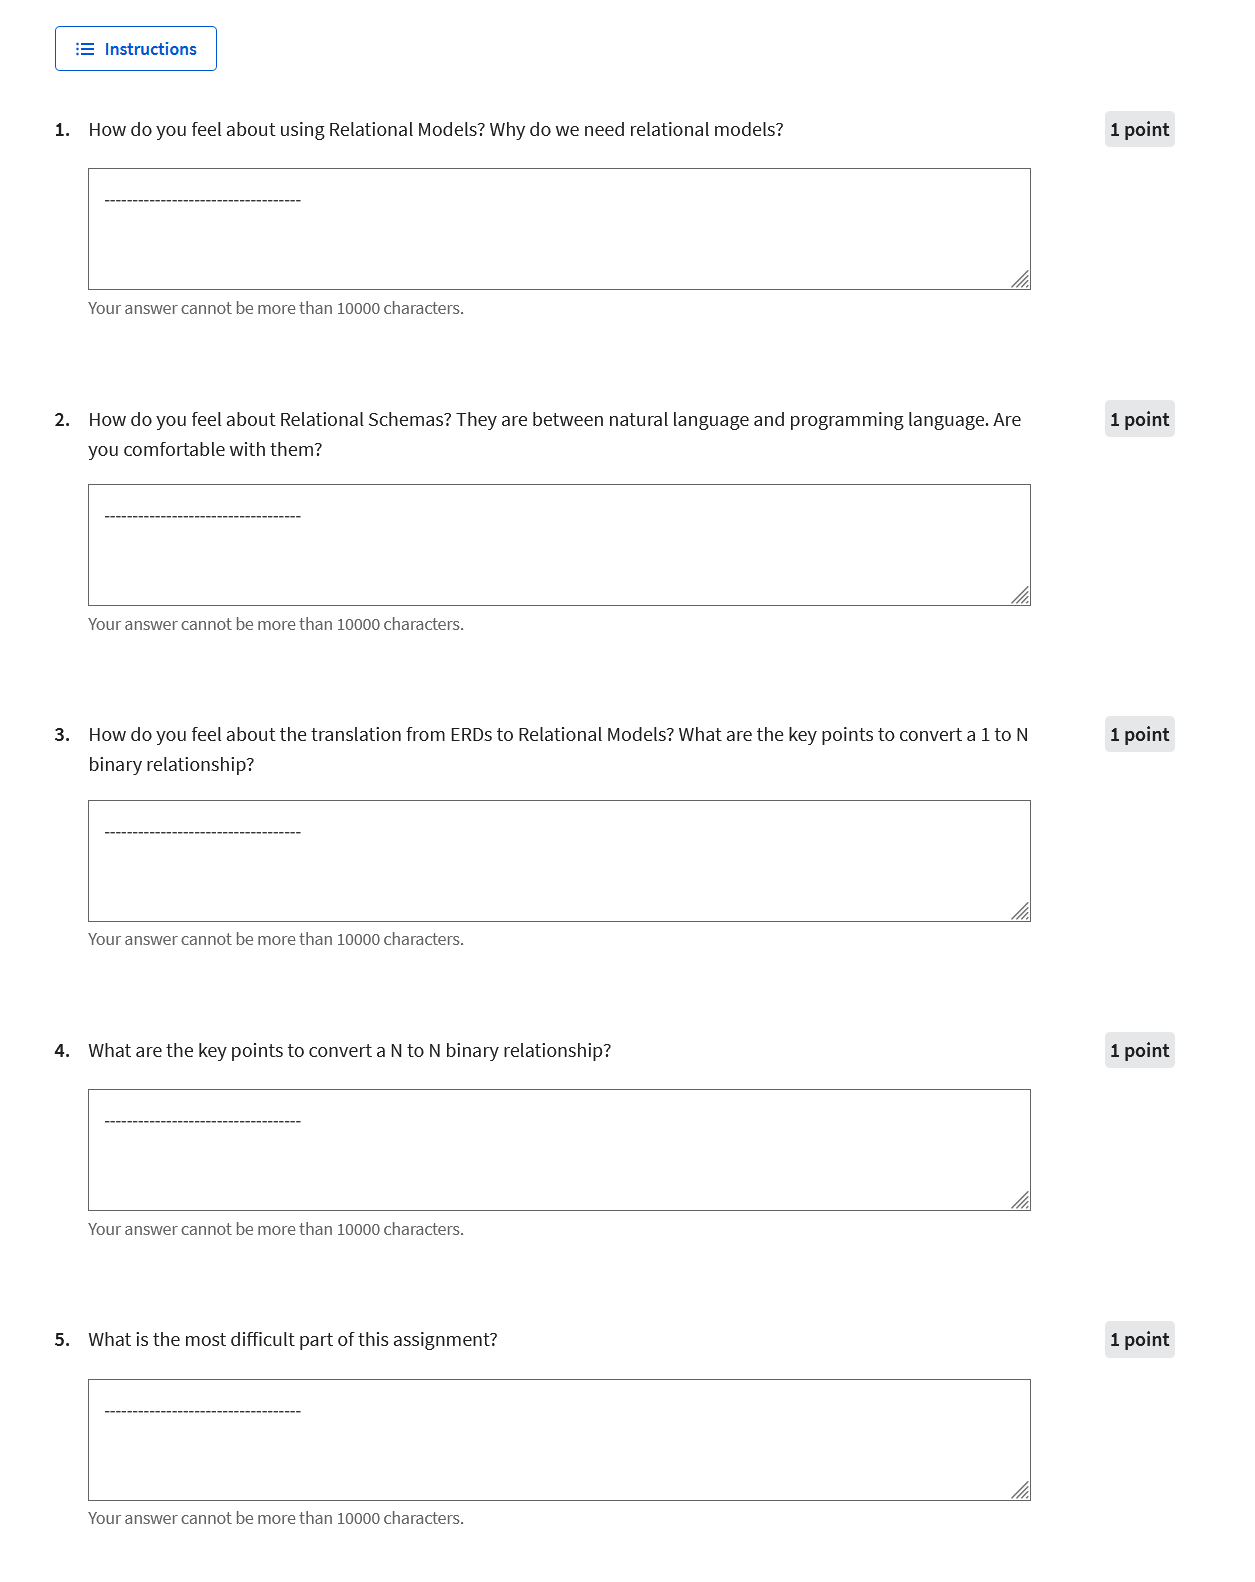 Instructions
1. How do you feel about using Relational Models? Why do we need relational models? 1 point
-----------------------------------
Your answer cannot be more than 10000 characters.
2. How do you feel about Relational Schemas? They are between natural language and programming language. Are 1 point
you comfortable with them?
-----------------------------------
Your answer cannot be more than 10000 characters.
3. How do you feel about the translation from ERDs to Relational Models? What are the key points to convert a 1 to N 1 point
binary relationship?
-----------------------------------
Your answer cannot be more than 10000 characters.
4. What are the key points to convert a N to N binary relationship? 1 point
-----------------------------------
Your answer cannot be more than 10000 characters.
5. What is the most difficult part of this assignment? 1 point
-----------------------------------
Your answer cannot be more than 10000 characters.